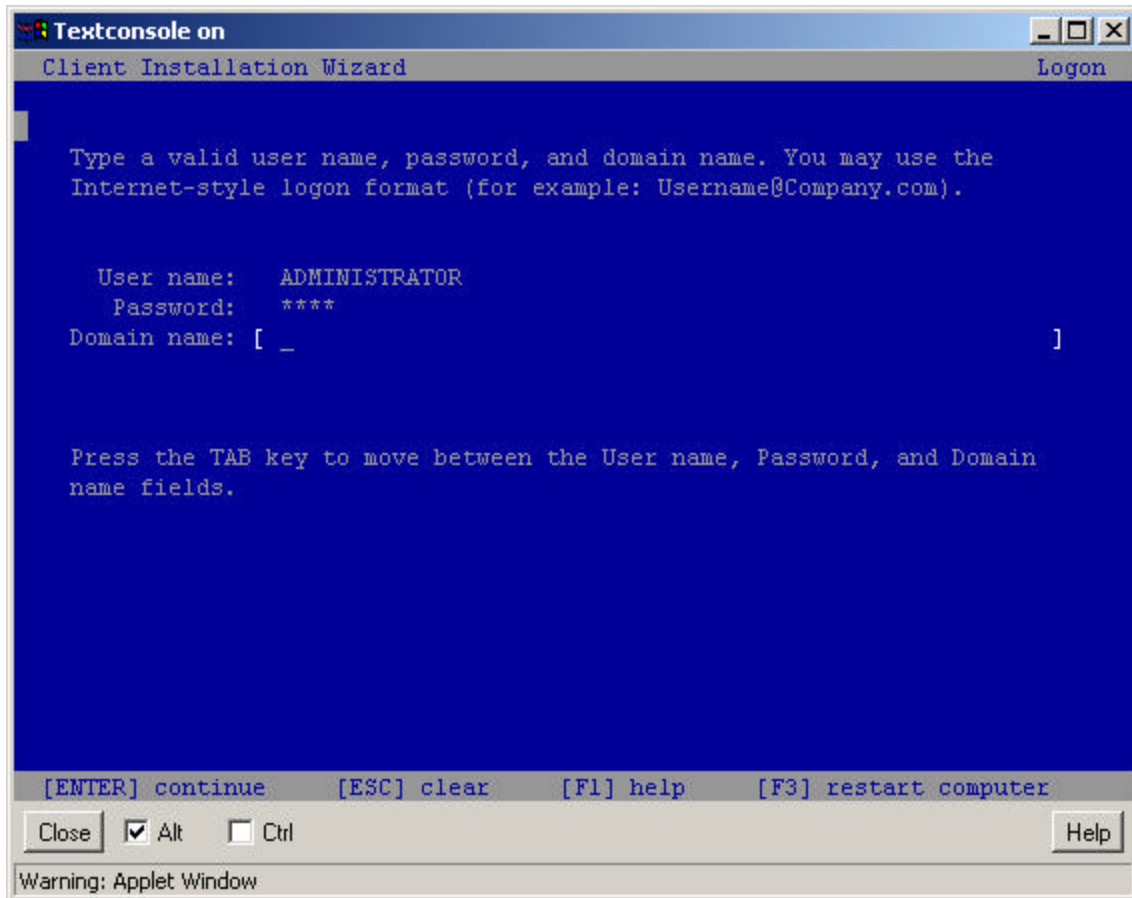 Textconsole on
Client Installation Wizard Logon
Type a valid user name, password, and domain name. You may use the
Internet-style logon format (for example: Username@Company.com).
User name: ADMINISTRATOR
Password: ****
Domain name: [ _ ]
Press the TAB key to move between the User name, Password, and Domain
name fields.
[ENTER] continue [ESC] clear [F1] help [F3] restart computer
Close Alt Ctrl Help
Warning: Applet Window